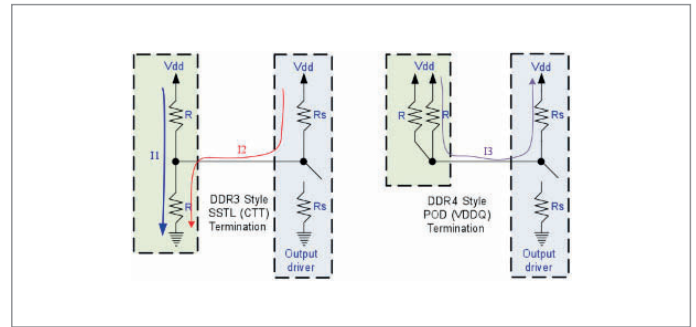 Vdd
R
I1
R
I2
Vdd
Rs
Rs
Output
driver
DDR3 Style
SSTL (CTT)
Termination
Vdd
R
R
I3
Vdd
Rs
Rs
Output
driver
DDR4 Style
POD (VDDQ)
Termination